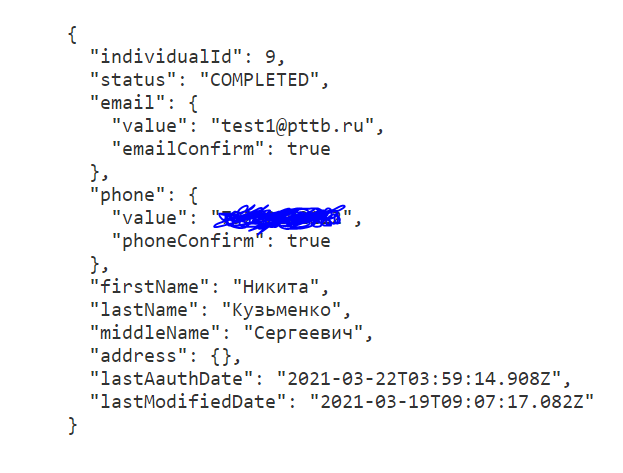 {
"individualId": 9,
"status": "COMPLETED",
"email": {
"value": "test1@pttb.ru",
"emailConfirm": true
},
"phone": {
"value": "",
"phoneConfirm": true
},
"firstName": "Никита",
"lastName": "Кузьменко",
"middleName": "Сергеевич",
"address": {},
"lastAauthDate": "2021-03-22T03:59:14.908Z",
"lastModifiedDate": "2021-03-19T09:07:17.082Z"
}